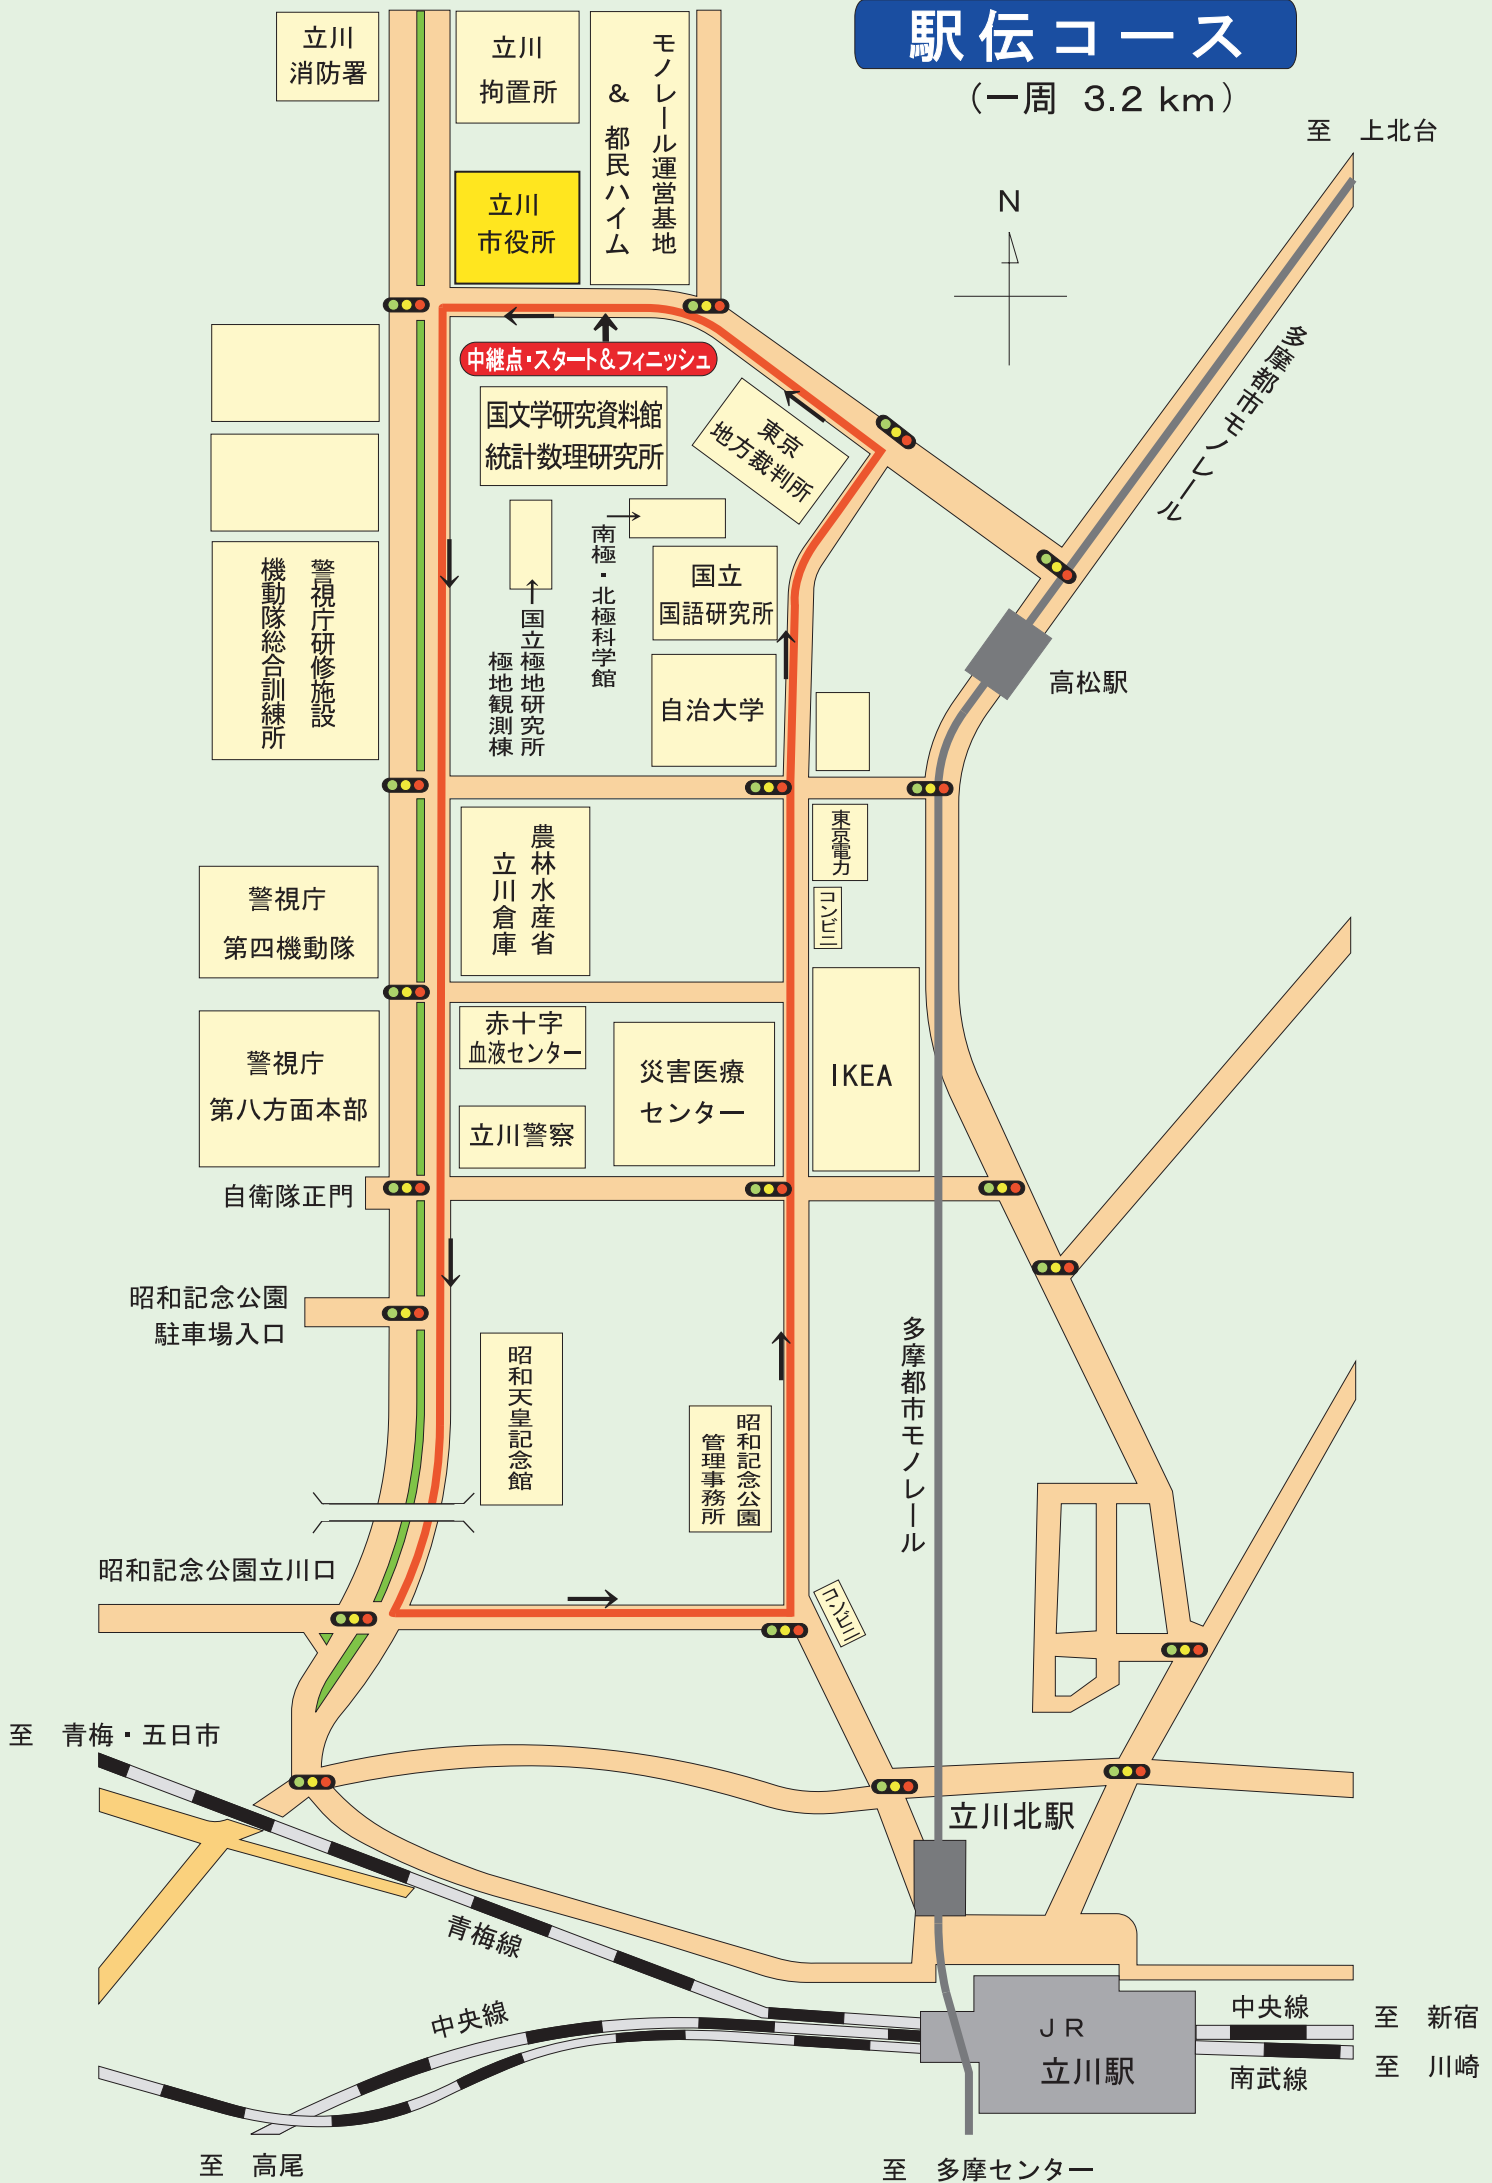 駅伝コース
（一周 3.2 km）
立川
消防署
立川
拘置所
モノレール運営基地
& 都民ハイム
立川
市役所
至 上北台
N
多摩都市モノレール
中継点・スタート&フィニッシュ
国文学研究資料館
統計数理研究所
東京
地方裁判所
南極・北極科学館
国立極地研究所
極地観測棟
国立
国語研究所
自治大学
警視庁研修施設
機動隊総合訓練所
高松駅
東京電力
コンビニ
農林水産省
立川倉庫
警視庁
第四機動隊
赤十字
血液センター
災害医療
センター
IKEA
警視庁
第八方面本部
立川警察
自衛隊正門
昭和記念公園
駐車場入口
昭和天皇記念館
昭和記念公園
管理事務所
多摩都市モノレール
昭和記念公園立川口
コンビニ
至 青梅・五日市
立川北駅
青梅線
中央線
JR
立川駅
中央線
至 新宿
南武線
至 川崎
至 高尾
至 多摩センター